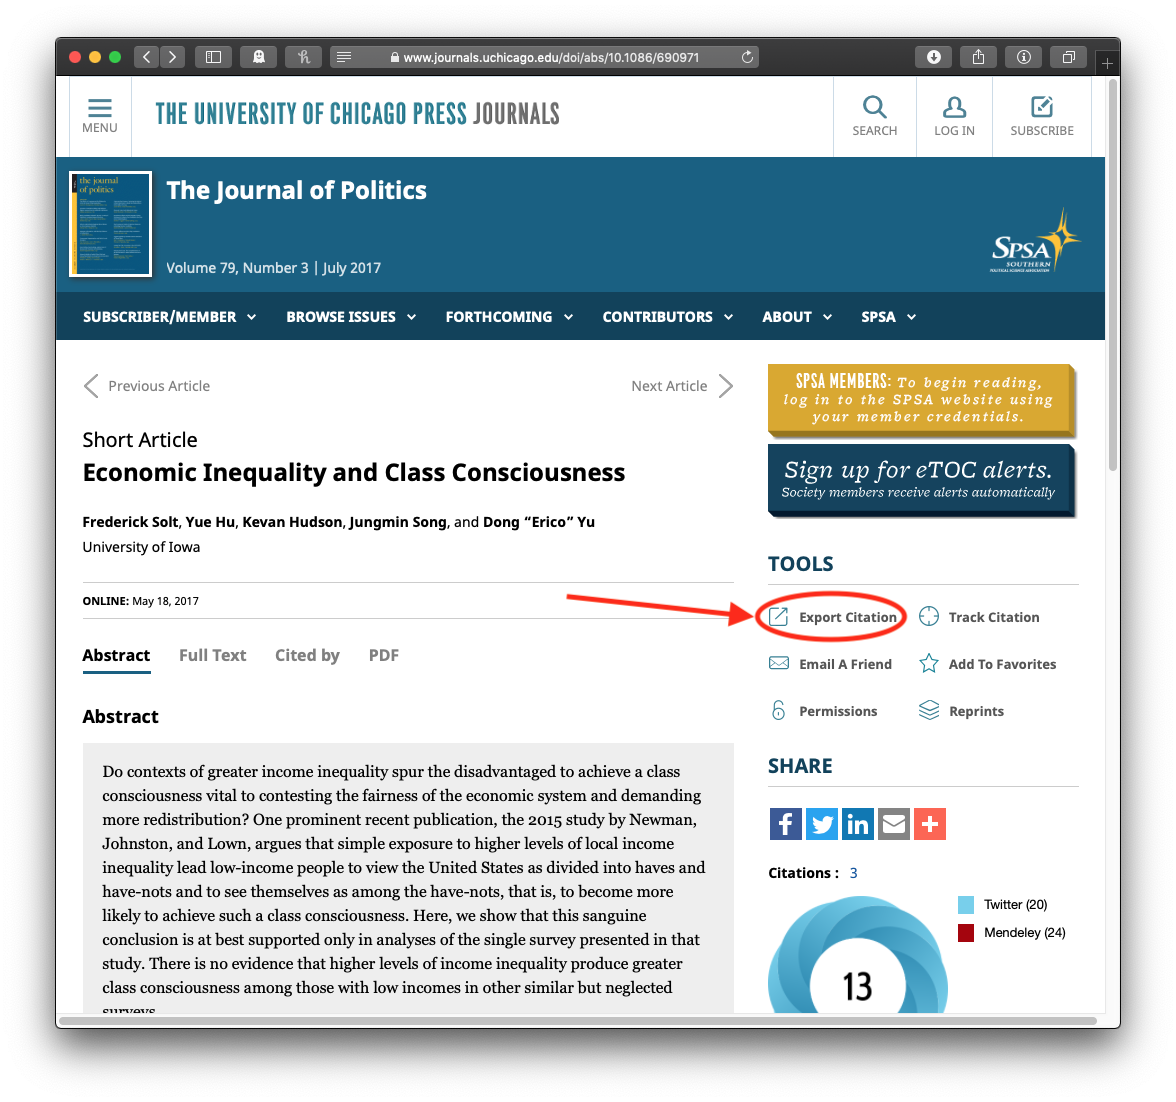 www.journals.uchicago.edu/doi/abs/10.1086/690971
MENU
THE UNIVERSITY OF CHICAGO PRESS JOURNALS
SEARCH
LOG IN
SUBSCRIBE
the journal
of politics
The Journal of Politics
Volume 79, Number 3 | July 2017
SPSA
SOUTHERN
POLITICAL SCIENCE ASSOCIATION
SUBSCRIBER/MEMBER
BROWSE ISSUES
FORTHCOMING
CONTRIBUTORS
ABOUT
SPSA
Previous Article
Next Article
Short Article
Economic Inequality and Class Consciousness
Frederick Solt, Yue Hu, Kevan Hudson, Jungmin Song, and Dong “Erico” Yu
University of Iowa
ONLINE: May 18, 2017
Abstract
Full Text
Cited by
PDF
Abstract
Do contexts of greater income inequality spur the disadvantaged to achieve a class
consciousness vital to contesting the fairness of the economic system and demanding
more redistribution? One prominent recent publication, the 2015 study by Newman,
Johnston, and Lown, argues that simple exposure to higher levels of local income
inequality lead low-income people to view the United States as divided into haves and
have-nots and to see themselves as among the have-nots, that is, to become more
likely to achieve such a class consciousness. Here, we show that this sanguine
conclusion is at best supported only in analyses of the single survey presented in that
study. There is no evidence that higher levels of income inequality produce greater
class consciousness among those with low incomes in other similar but neglected
surveys.
SPSA MEMBERS: To begin reading,
log in to the SPSA website using
your member credentials.
Sign up for eTOC alerts.
Society members receive alerts automatically
TOOLS
Export Citation
Track Citation
Email A Friend
Add To Favorites
Permissions
Reprints
SHARE
Citations : 3
Twitter (20)
Mendeley (24)
13